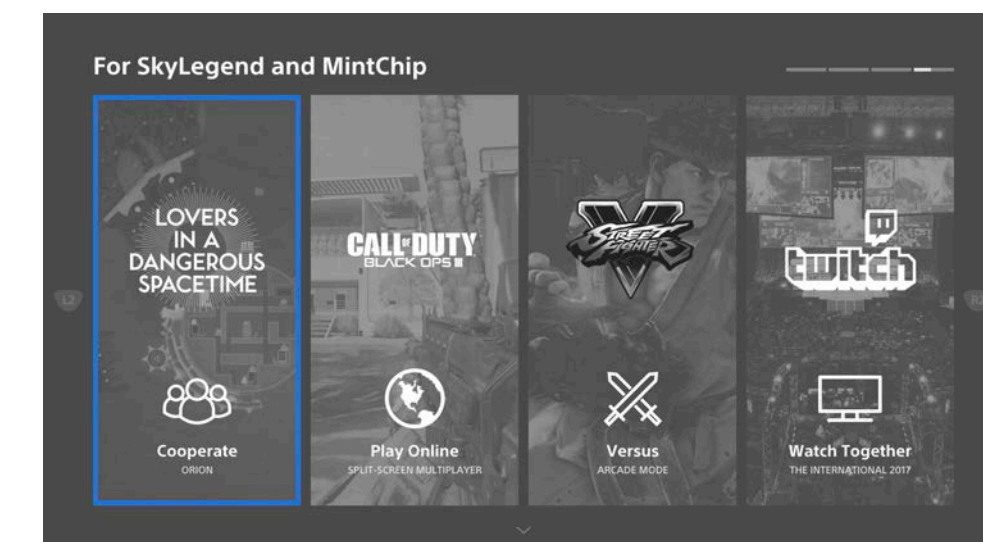 For SkyLegend and MintChip
LOVERS
IN A
DANGEROUS
SPACETIME
Cooperate
ORION
CALL OF DUTY
BLACK OPS III
Play Online
SPLIT-SCREEN MULTIPLAYER
V
STREET
FIGHTER
Versus
ARCADE MODE
twitch
Watch Together
THE INTERNATIONAL 2017
L2
R2